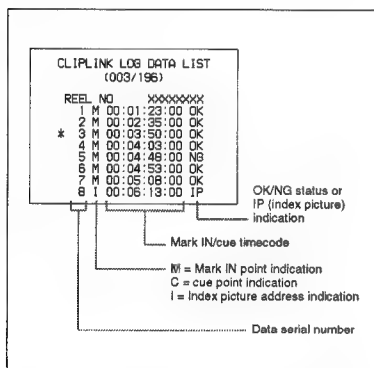 CLIPLINK LOG DATA LIST
(003/196)
REEL NO XXXXXXXX
1 M 00:01:23:00 OK
2 M 00:02:35:00 OK
* 3 M 00:03:50:00 OK
4 M 00:04:03:00 OK
5 M 00:04:48:00 NG
6 M 00:04:53:00 OK
7 M 00:05:08:00 OK
8 I 00:06:13:00 IP
OK/NG status or
IP (index picture)
indication
Mark IN/cue timecode
M = Mark IN point indication
C = cue point indication
I = Index picture address indication
Data serial number